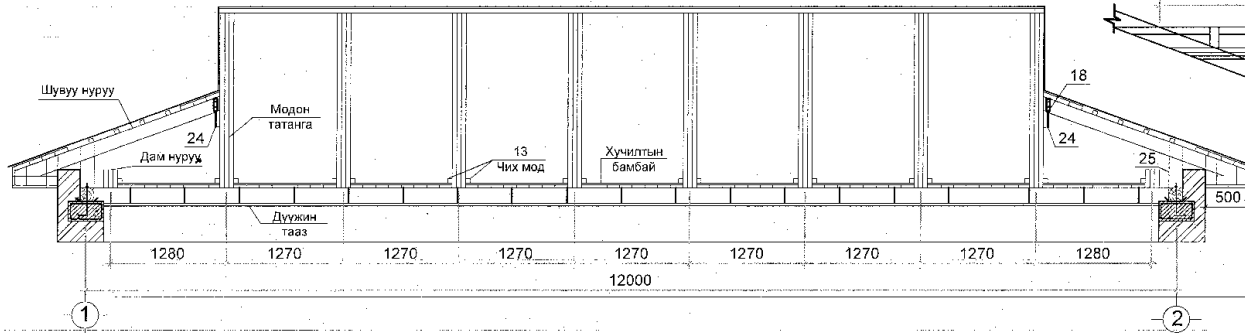 Шувуу нуруу
18
Модон
татанга
24
24
Дам нуруу
13
Чих мод
Хучилтын
бамбай
25
500
Дүүжин
тааз
1280 1270 1270 1270 1270 1270 1270 1270 1280
12000
1 2